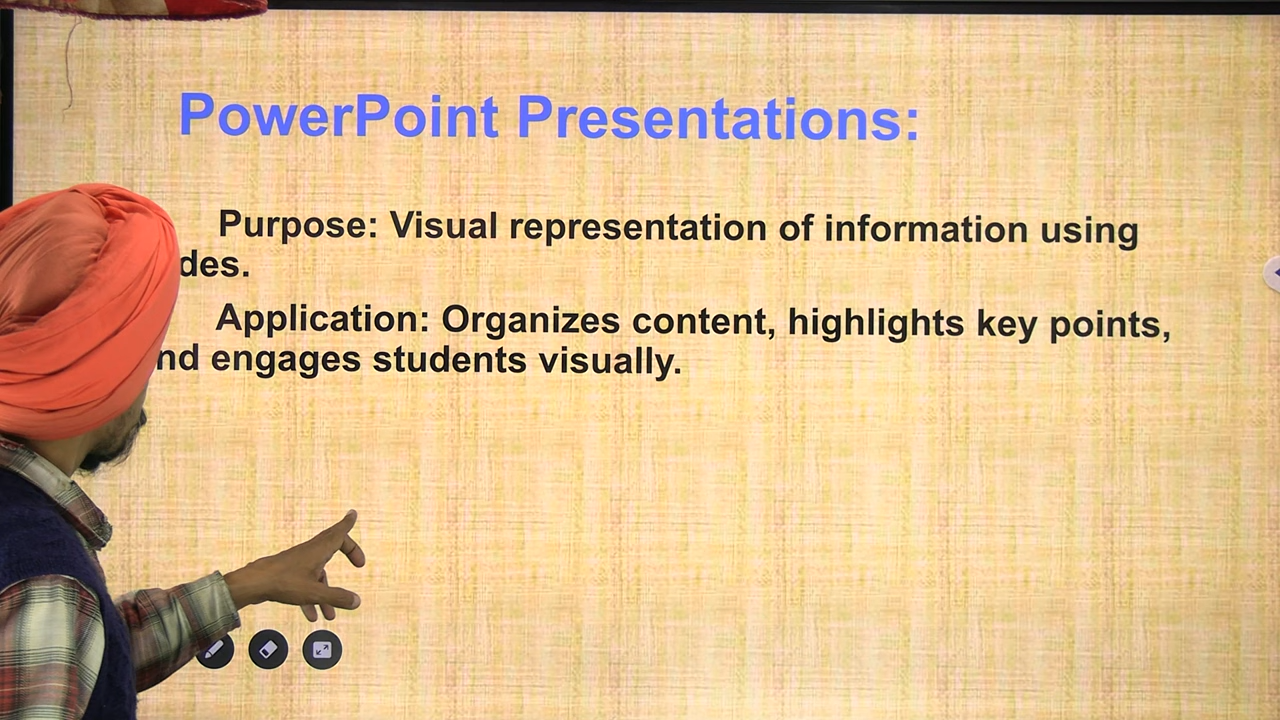 PowerPoint Presentations:
Purpose: Visual representation of information using
des.
Application: Organizes content, highlights key points,
nd engages students visually.